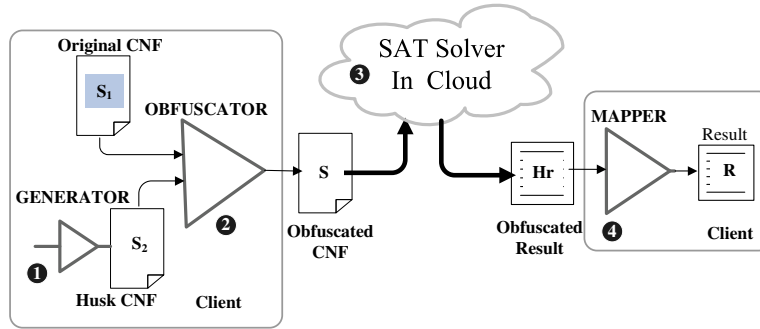 Original CNF
S1
OBFUSCATOR
GENERATOR
1
S2
Husk CNF
2
Client
S
Obfuscated
CNF
SAT Solver
In Cloud
3
Hr
Obfuscated
Result
MAPPER
4
Result
R
Client